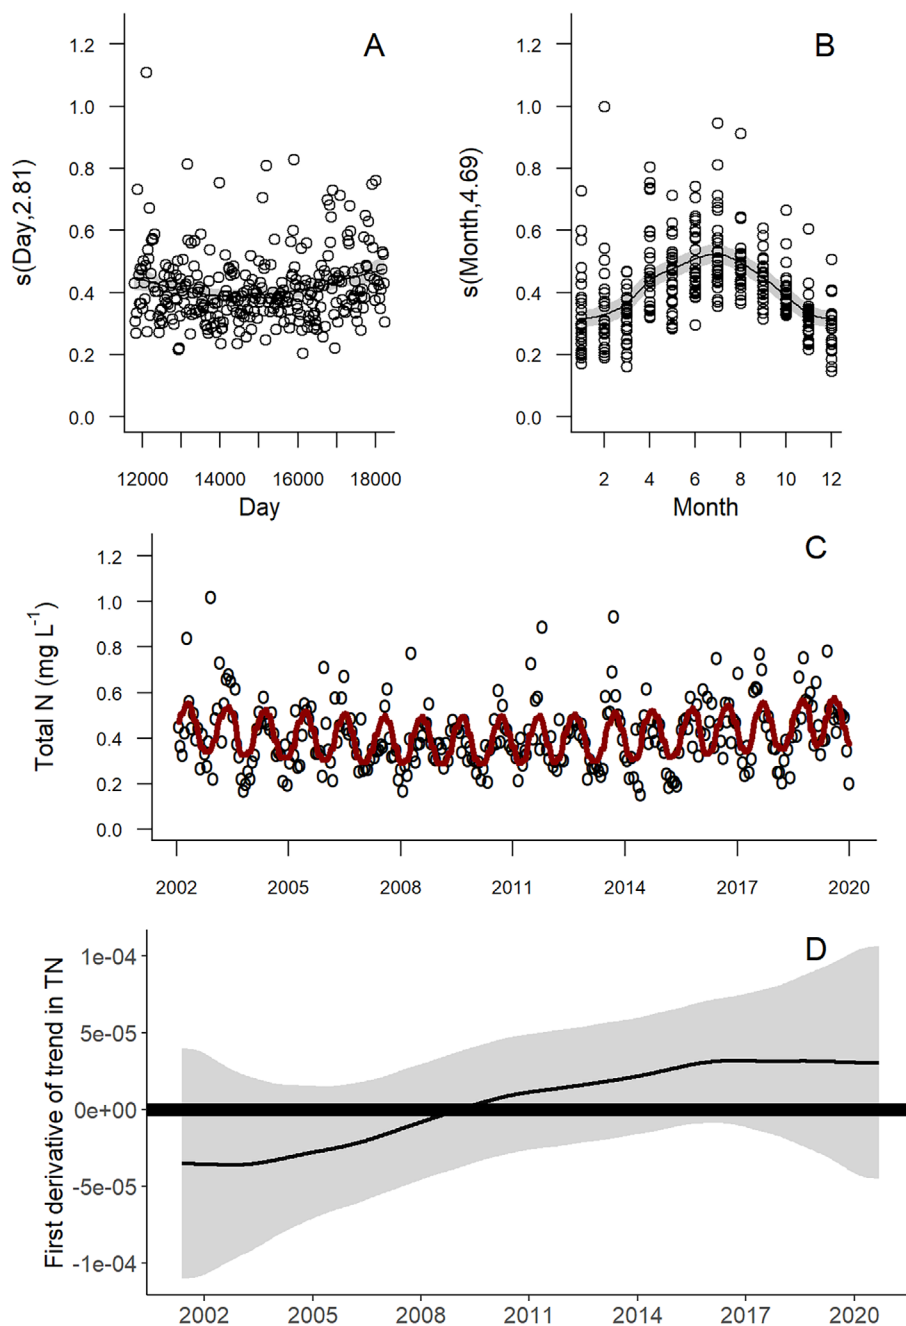 A
s(Day,2.81)
1.2
1.0
0.8
0.6
0.4
0.2
0.0
12000 14000 16000 18000
Day
B
s(Month,4.69)
1.2
1.0
0.8
0.6
0.4
0.2
0.0
2 4 6 8 10 12
Month
C
Total N (mg L⁻¹)
1.2
1.0
0.8
0.6
0.4
0.2
0.0
2002 2005 2008 2011 2014 2017 2020
D
First derivative of trend in TN
1e-04
5e-05
0e+00
-5e-05
-1e-04
2002 2005 2008 2011 2014 2017 2020